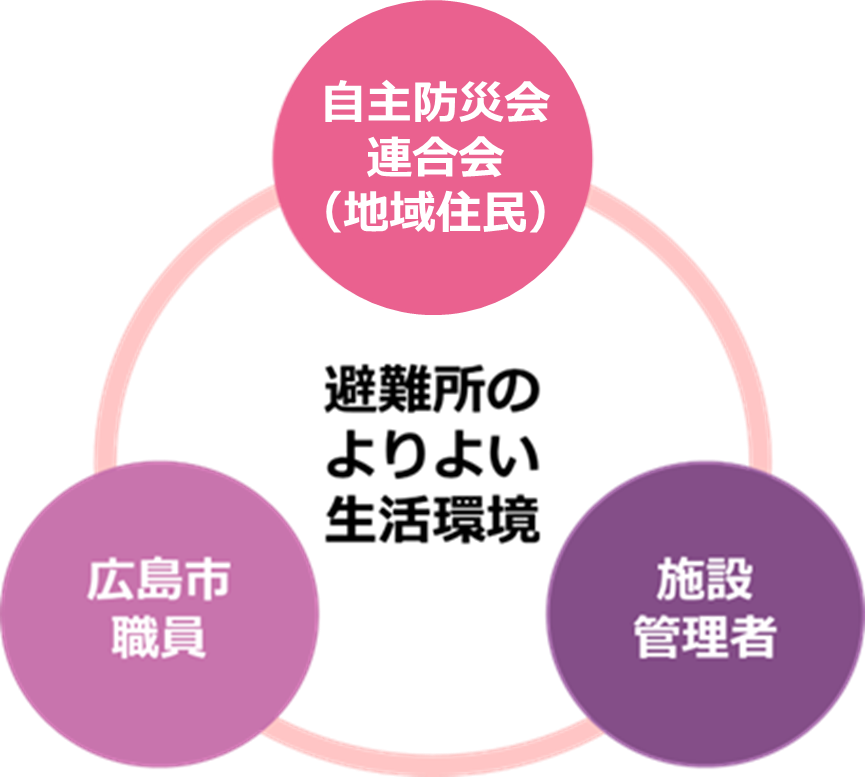 自主防災会
連合会
（地域住民）
避難所の
よりよい
生活環境
広島市
職員
施設
管理者